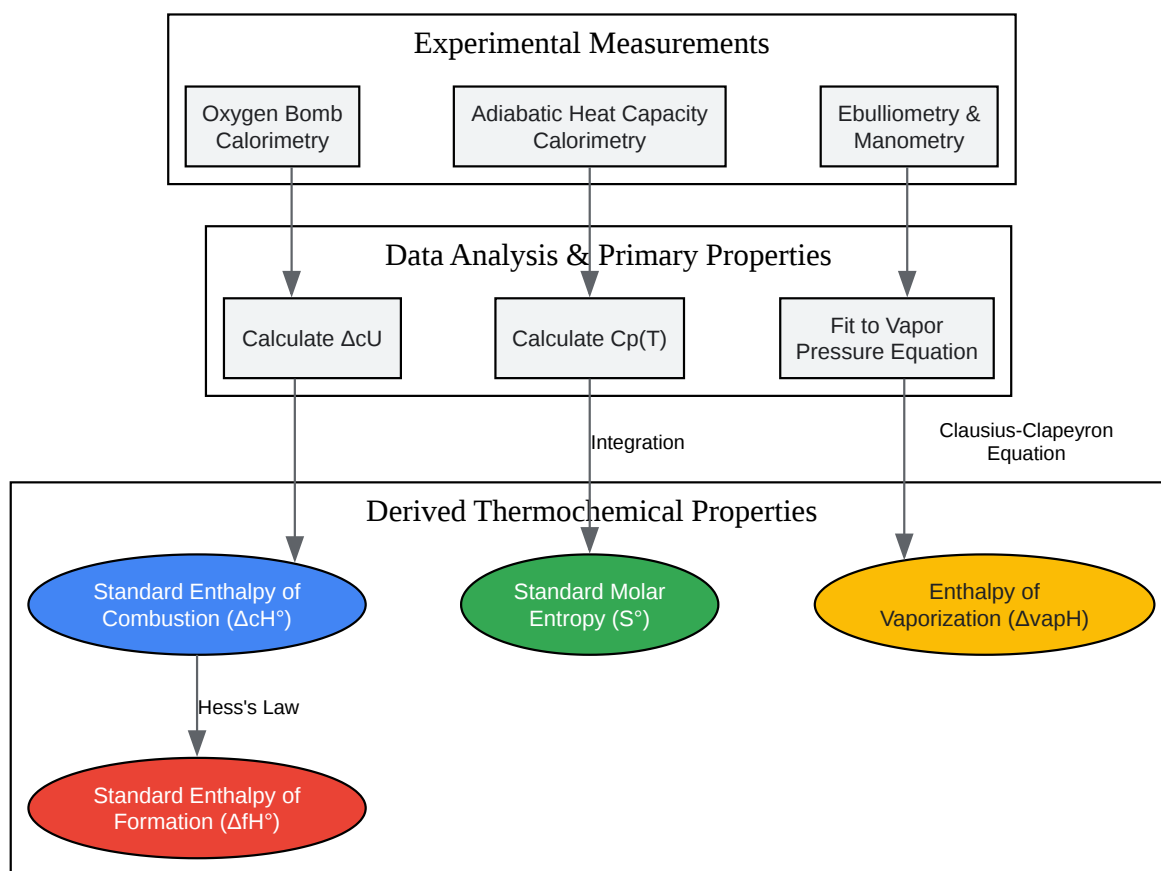 Experimental Measurements
Oxygen Bomb
Calorimetry
Adiabatic Heat Capacity
Calorimetry
Ebulliometry &
Manometry
Data Analysis & Primary Properties
Calculate ΔcU
Calculate Cp(T)
Fit to Vapor
Pressure Equation
Integration
Clausius-Clapeyron
Equation
Derived Thermochemical Properties
Standard Enthalpy of
Combustion (ΔcH°)
Standard Molar
Entropy (S°)
Enthalpy of
Vaporization (ΔvapH)
Hess's Law
Standard Enthalpy of
Formation (ΔfH°)